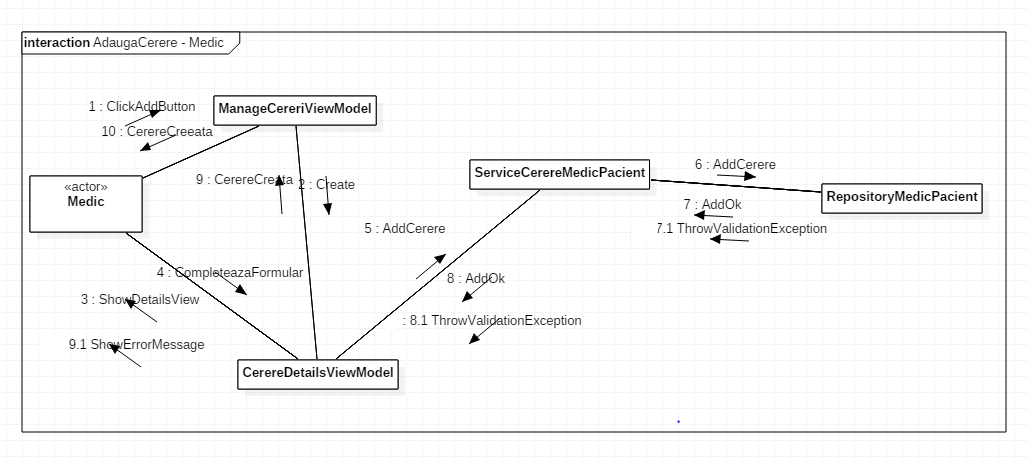 interaction AdaugaCerere - Medic
1 : ClickAddButton
ManageCereriViewModel
10 : CerereCreeata
6 : AddCerere
ServiceCerereMedicPacient
9 : CerereCreata
2 : Create
«actor»
Medic
RepositoryMedicPacient
7 : AddOk
7.1 ThrowValidationException
5 : AddCerere
4 : CompleteazaFormular
8 : AddOk
3 : ShowDetailsView
: 8.1 ThrowValidationException
9.1 ShowErrorMessage
CerereDetailsViewModel